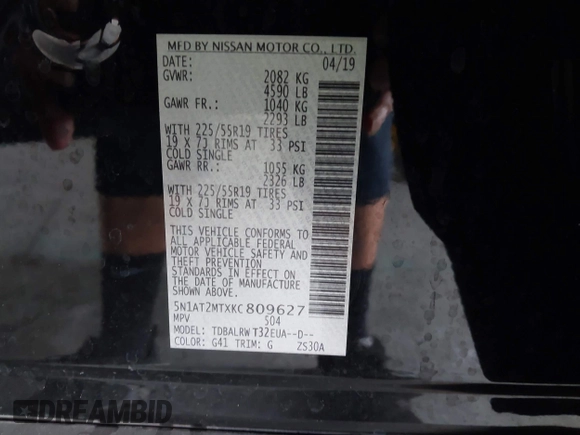 MFD BY NISSAN MOTOR CO., LTD.
DATE: 04/19
GVWR: 2082 KG
4590 LB
GAWR FR.: 1040 KG
2293 LB
WITH 225/55R19 TIRES
19 X 7J RIMS AT 33 PSI
COLD SINGLE
GAWR RR.: 1055 KG
2326 LB
WITH 225/55R19 TIRES
19 X 7J RIMS AT 33 PSI
COLD SINGLE
THIS VEHICLE CONFORMS TO
ALL APPLICABLE FEDERAL
MOTOR VEHICLE SAFETY AND
THEFT PREVENTION
STANDARDS IN EFFECT ON THE
DATE OF MANUFACTURE
SHOWN ABOVE.
5N1AT2MTXKC809627
MPV S04
MODEL: TDBALRWT32EUA--D--
COLOR: G41 TRIM: G ZS30A
DREAMBID